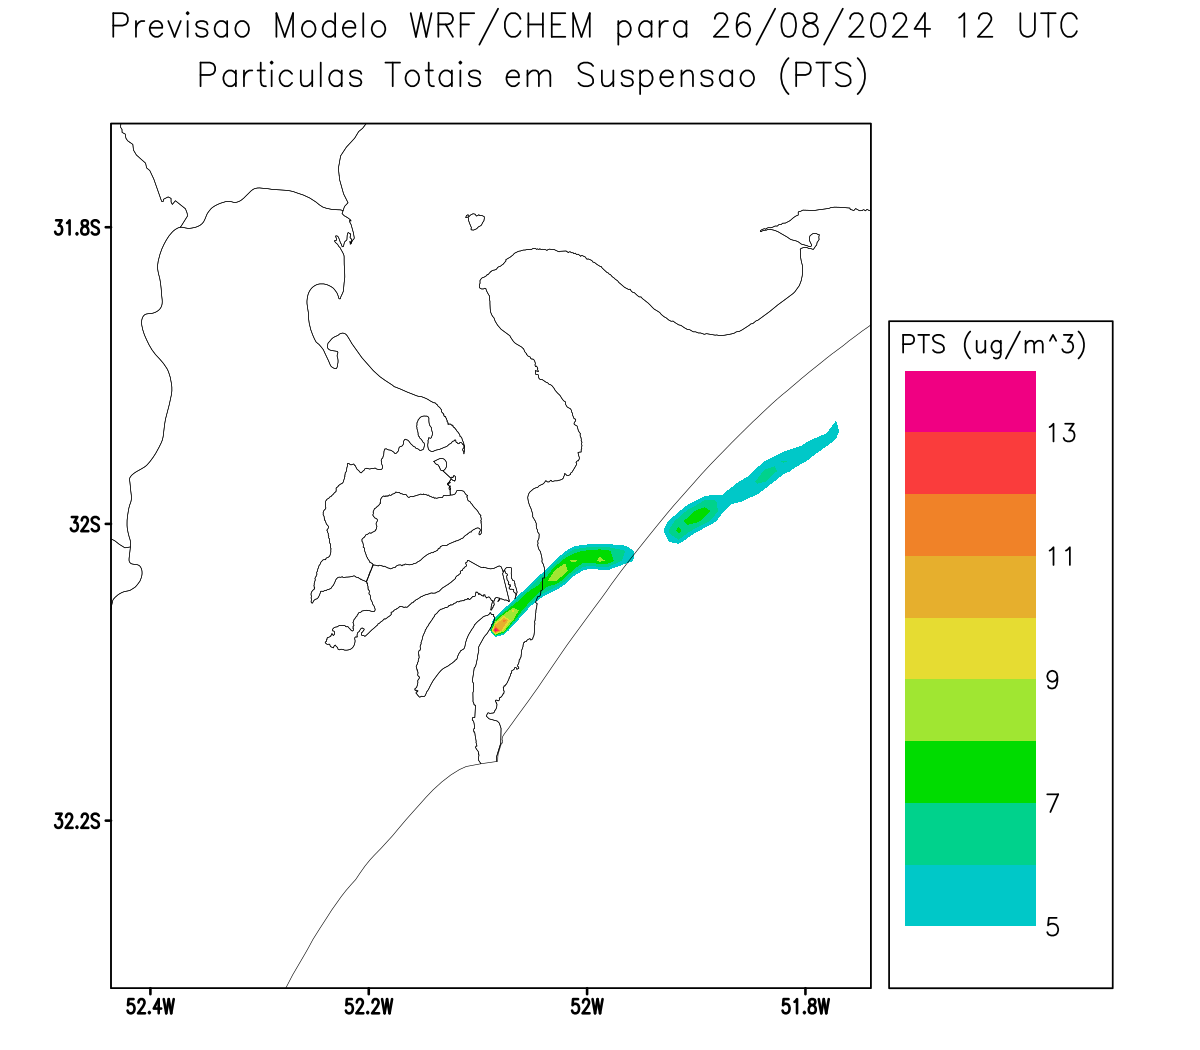 Previsao Modelo WRF/CHEM para 26/08/2024 12 UTC
Particulas Totais em Suspensao (PTS)
31.8S
32S
32.2S
52.4W
52.2W
52W
51.8W
PTS (ug/m^3)
13
11
9
7
5